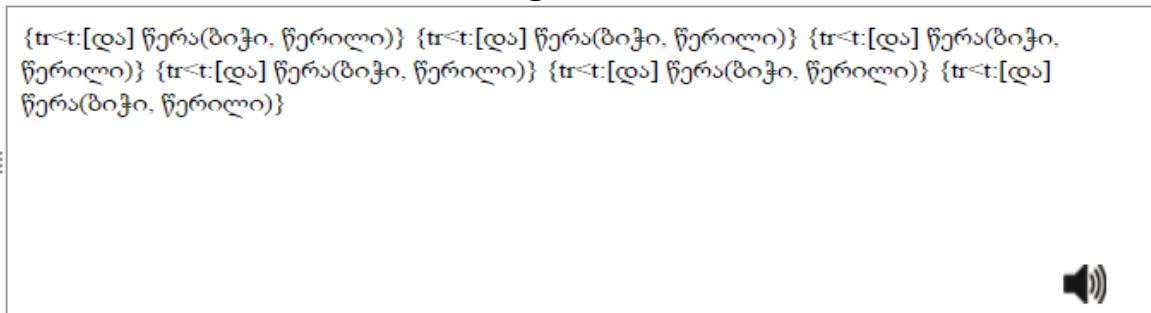 {tr<t:[და] წერა(ბიჭი, წერილი)} {tr<t:[და] წერა(ბიჭი, წერილი)} {tr<t:[და] წერა(ბიჭი,
წერილი)} {tr<t:[და] წერა(ბიჭი, წერილი)} {tr<t:[და] წერა(ბიჭი, წერილი)} {tr<t:[და]
წერა(ბიჭი, წერილი)}